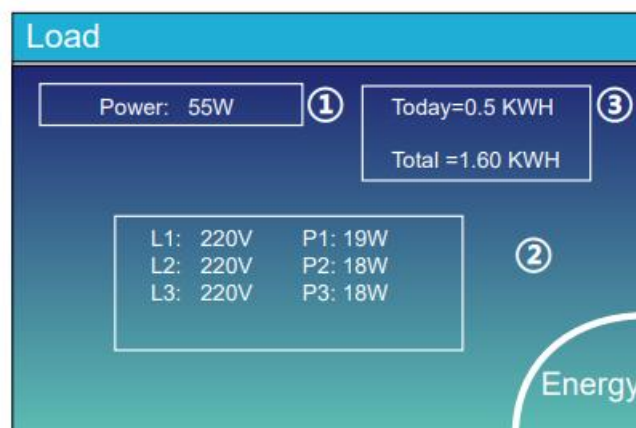 Load
Power: 55W ①
Today=0.5 KWH ③
Total =1.60 KWH
L1: 220V P1: 19W
L2: 220V P2: 18W
L3: 220V P3: 18W
②
Energy